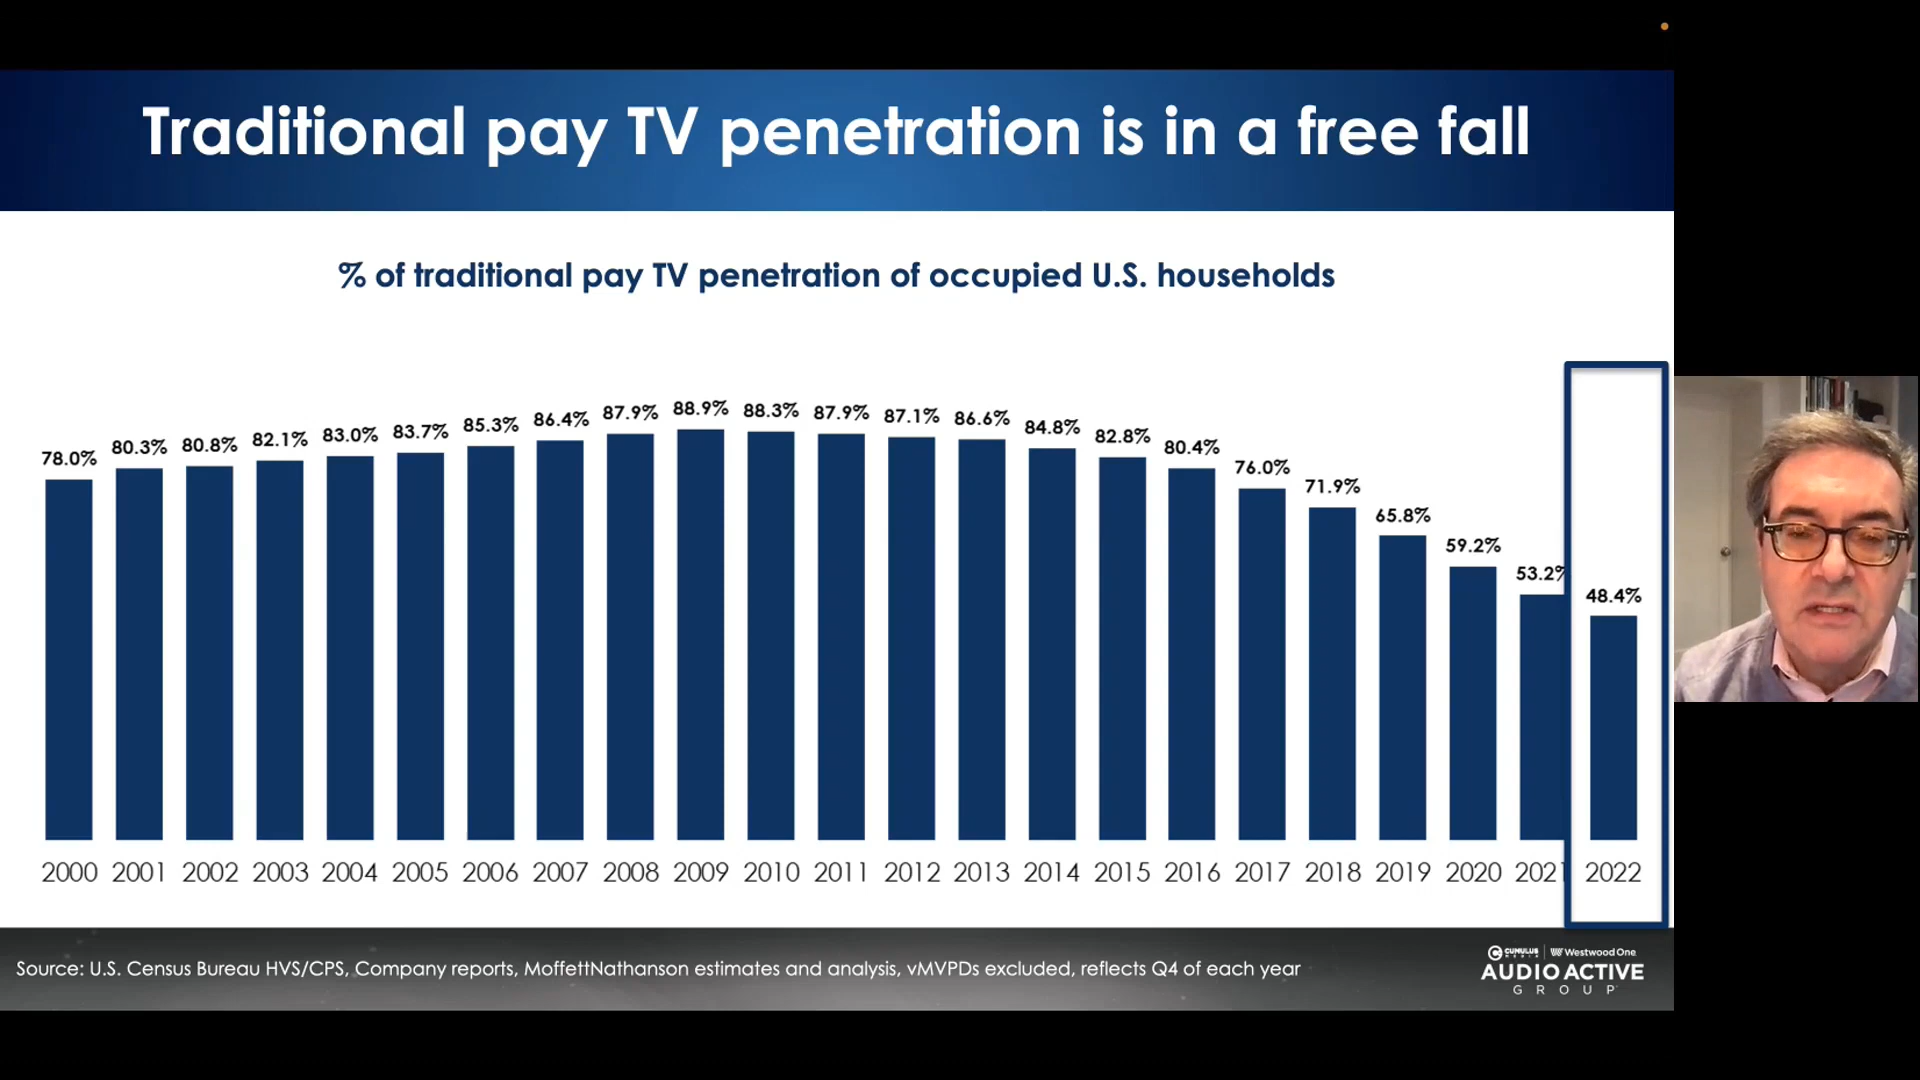 Traditional pay TV penetration is in a free fall
% of traditional pay TV penetration of occupied U.S. households
78.0% 80.3% 80.8% 82.1% 83.0% 83.7% 85.3% 86.4% 87.9% 88.9% 88.3% 87.9% 87.1% 86.6% 84.8% 82.8% 80.4% 76.0% 71.9% 65.8% 59.2% 53.2% 48.4%
2000 2001 2002 2003 2004 2005 2006 2007 2008 2009 2010 2011 2012 2013 2014 2015 2016 2017 2018 2019 2020 2021 2022
Source: U.S. Census Bureau HVS/CPS, Company reports, MoffettNathanson estimates and analysis, vMVPDs excluded, reflects Q4 of each year
CUMULUS MEDIA | Westwood One
AUDIO ACTIVE
GROUP